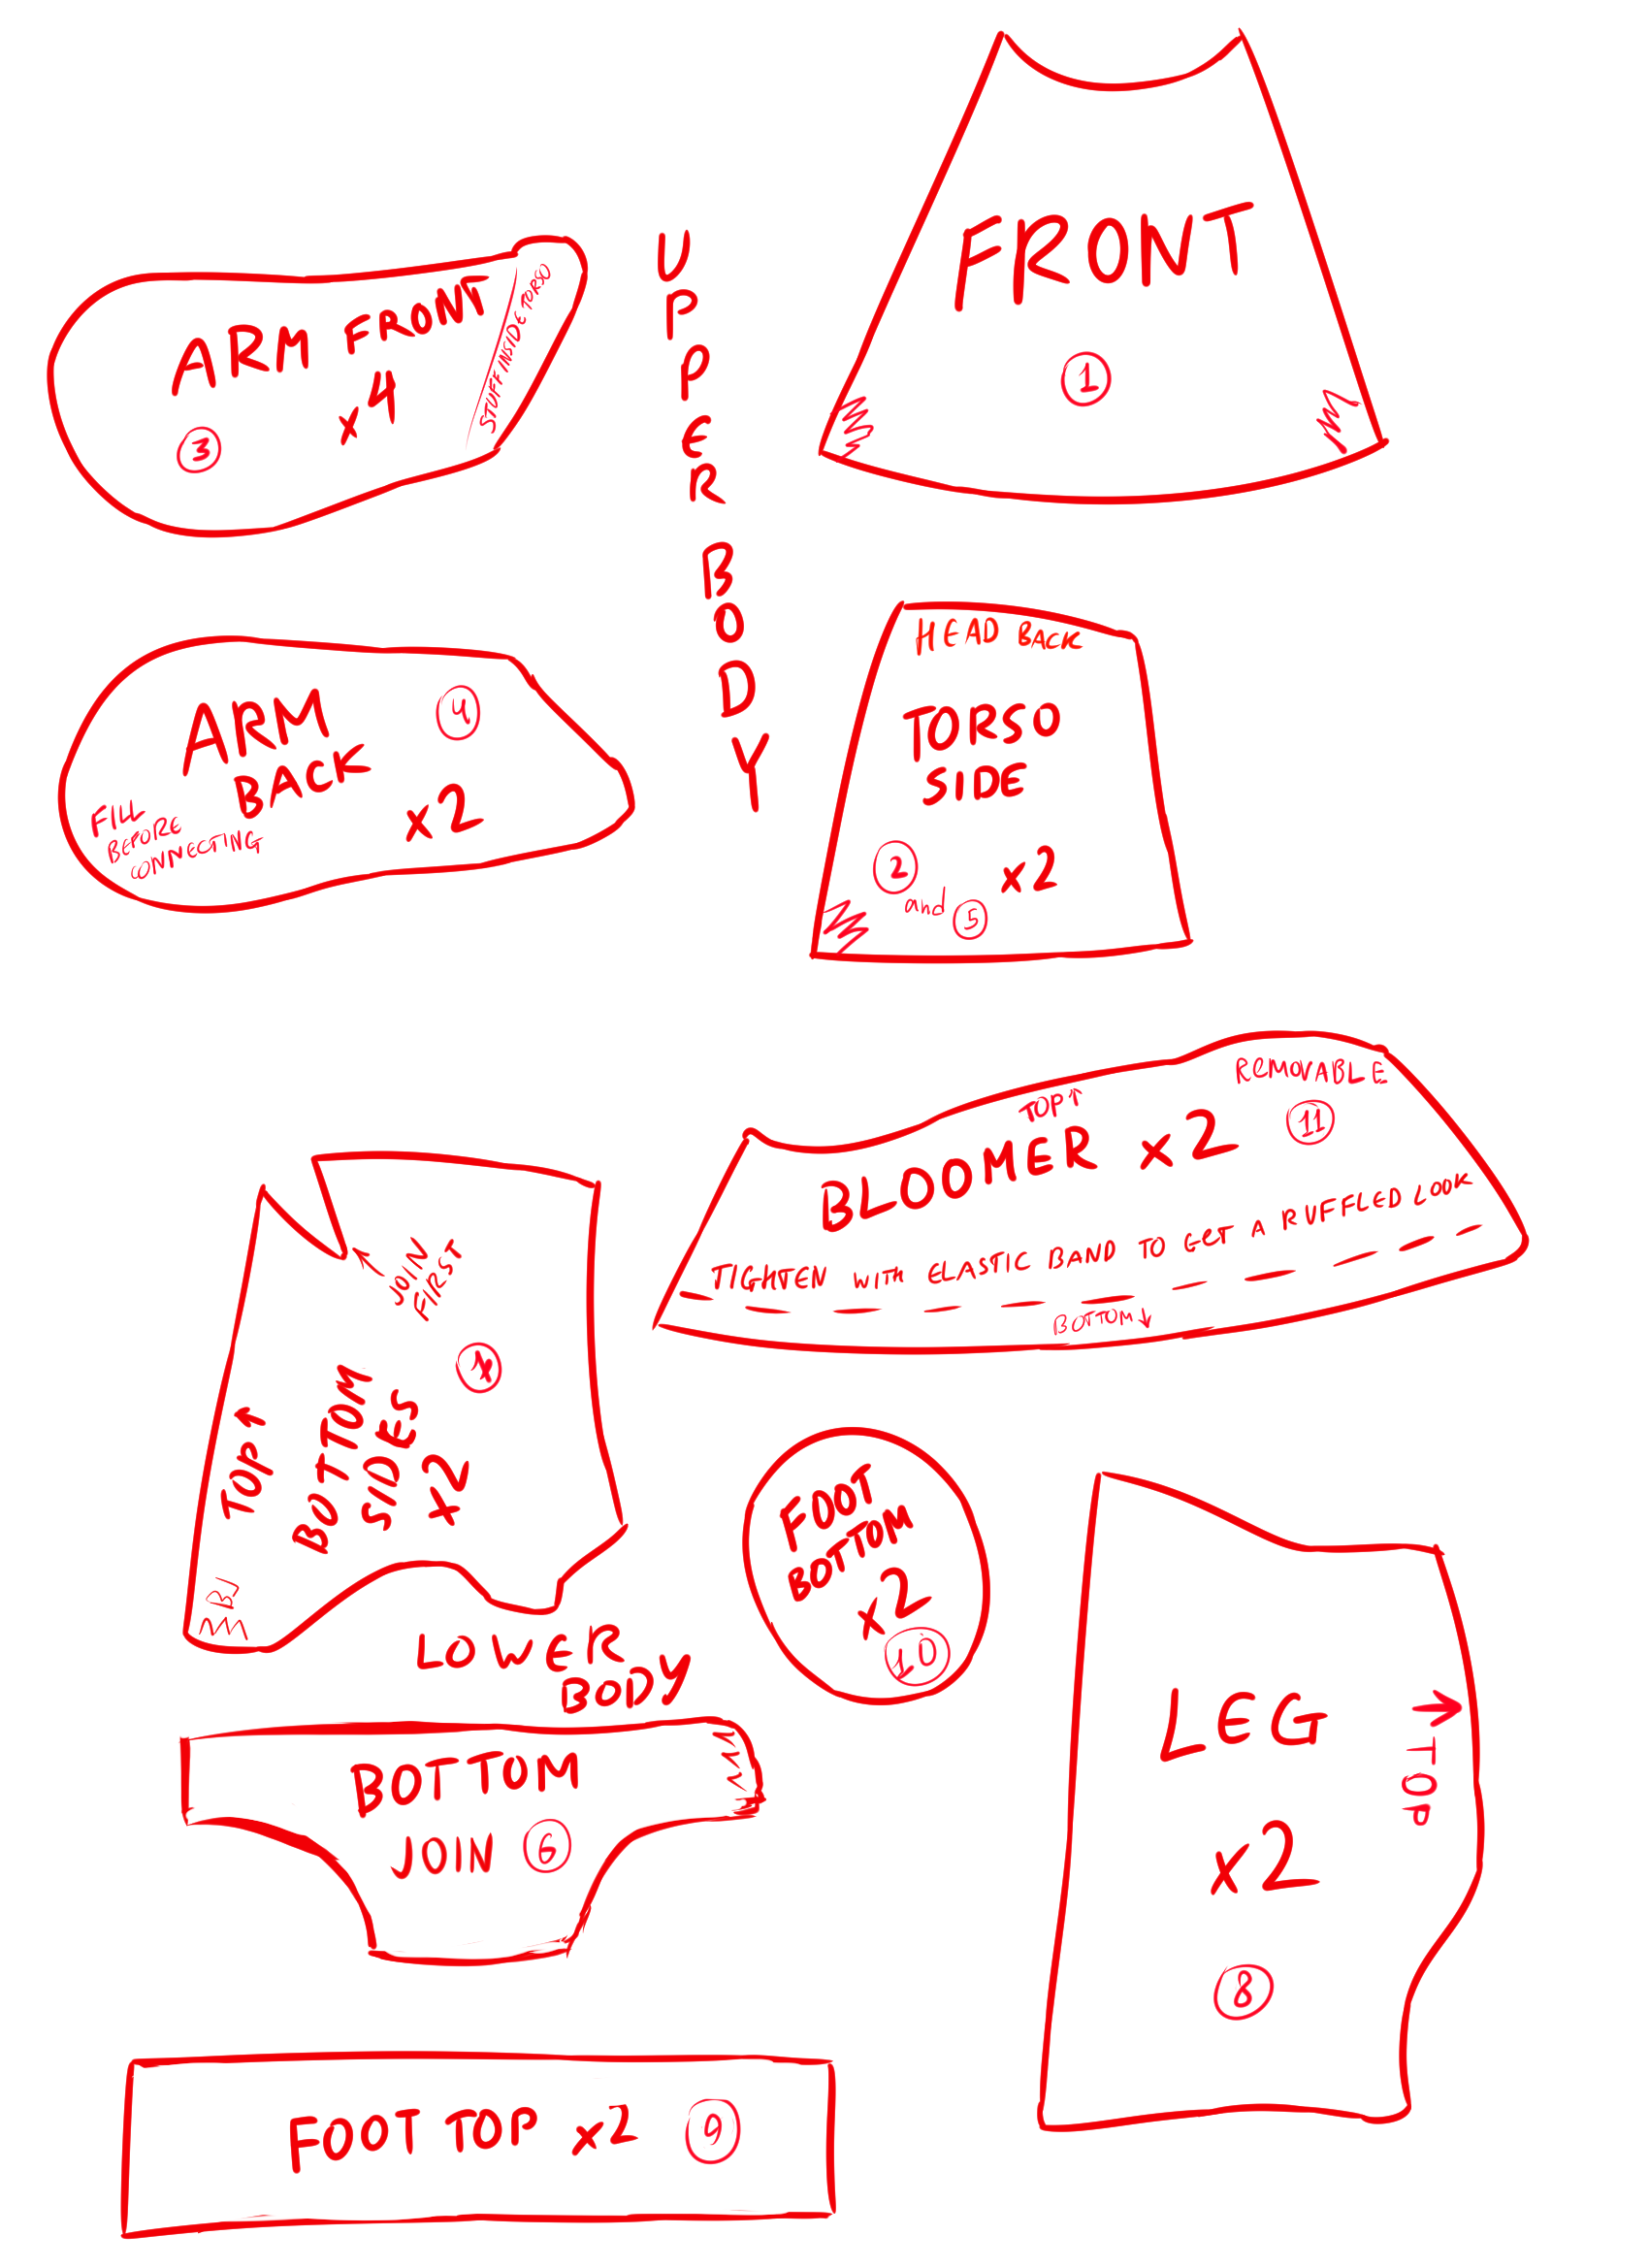 FRONT
1
ARM FRONT
x4
3
STUFF INSIDE TORSO
UPPER BODY
ARM
BACK
4
x2
FILL
BEFORE
CONNECTING
HEAD BACK
TORSO
SIDE
2
and 5
x2
REMOVABLE
11
TOP↑
BLOOMER x2
TIGHTEN WITH ELASTIC BAND TO GET A RUFFLED LOOK
BOTTOM↓
JOIN
FIRST
TOP↑
BOTTOM
SIDES
x2
LOWER
BODY
FOOT
BOTTOM
x2
10
LEG
x2
8
TOP
BOTTOM
JOIN 6
FOOT TOP x2 9